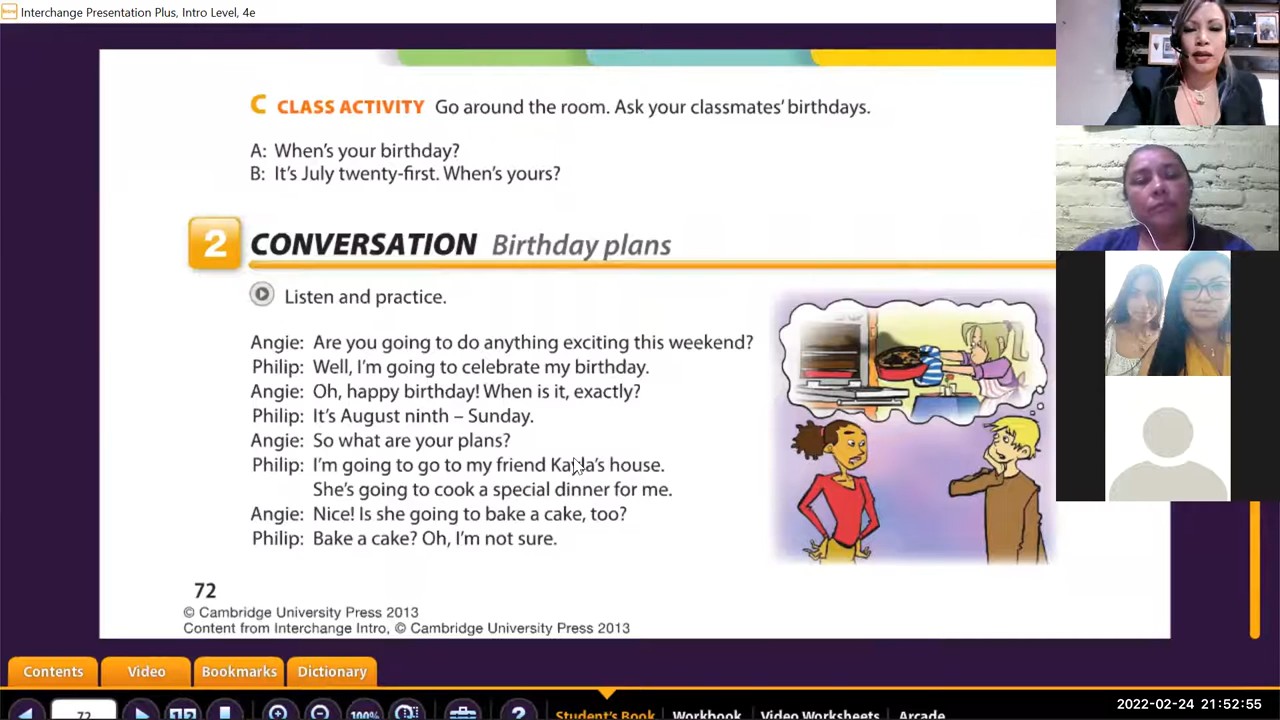 Interchange Presentation Plus, Intro Level, 4e
C CLASS ACTIVITY Go around the room. Ask your classmates' birthdays.
A: When's your birthday?
B: It's July twenty-first. When's yours?
2 CONVERSATION Birthday plans
Listen and practice.
Angie: Are you going to do anything exciting this weekend?
Philip: Well, I'm going to celebrate my birthday.
Angie: Oh, happy birthday! When is it, exactly?
Philip: It's August ninth – Sunday.
Angie: So what are your plans?
Philip: I'm going to go to my friend house.
She's going to cook a special dinner for me.
Angie: Nice! Is she going to bake a cake, too?
Philip: Bake a cake? Oh, I'm not sure.
72
© Cambridge University Press 2013
Content from Interchange Intro, © Cambridge University Press 2013
Contents Video Bookmarks Dictionary
72 100% ? Student's Book Workbook Video Worksheets Arcade
2022-02-24 21:52:55